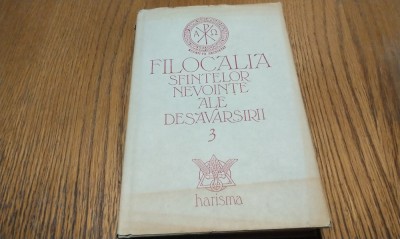 FILOCALIA
SFINTELOR
NEVOINȚE
ALE
DESĂVÂRȘIRII
3
harisma